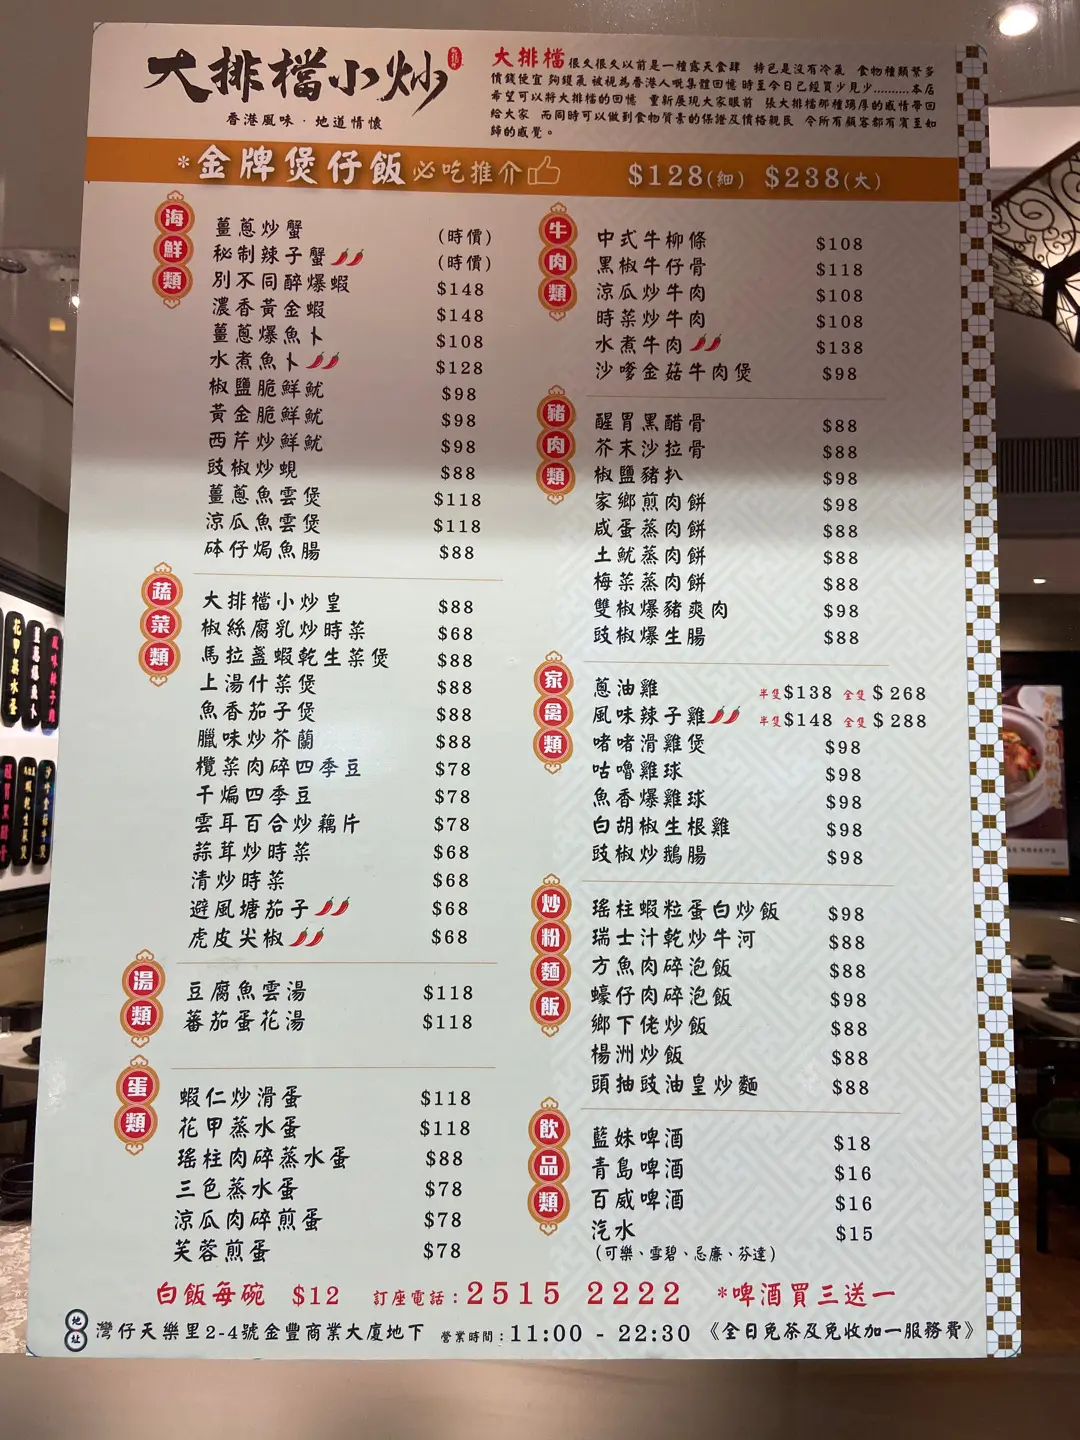 大排檔小炒
香港風味·地道情懷
大排檔很久很久以前是一種露天食肆 特色是沒有冷氣 食物種類繁多
價錢便宜 夠鑊氣 被視為香港人嘅集體回憶 時至今日已經買少見少.........本店
希望可以將大排檔的回憶 重新展現大家眼前 張大排檔那種醇厚的感情帶回
給大家 而同時可以做到食物質素的保證及價格親民 令所有顧客都有賓至如
歸的感覺。
*金牌煲仔飯 必吃推介 $128(細) $238(大)
海鮮類
薑蔥炒蟹 (時價)
秘制辣子蟹 (時價)
別不同醉爆蝦 $148
濃香黃金蝦 $148
薑蔥爆魚卜 $108
水煮魚卜 $128
椒鹽脆鮮魷 $98
黃金脆鮮魷 $98
西芹炒鮮魷 $98
豉椒炒蜆 $88
薑蔥魚雲煲 $118
涼瓜魚雲煲 $118
砵仔焗魚腸 $88
蔬菜類
大排檔小炒皇 $88
椒絲腐乳炒時菜 $68
馬拉盞蝦乾生菜煲 $88
上湯什菜煲 $88
魚香茄子煲 $88
臘味炒芥蘭 $88
欖菜肉碎四季豆 $78
干煸四季豆 $78
雲耳百合炒藕片 $78
蒜茸炒時菜 $68
清炒時菜 $68
避風塘茄子 $68
虎皮尖椒 $68
湯類
豆腐魚雲湯 $118
蕃茄蛋花湯 $118
蛋類
蝦仁炒滑蛋 $118
花甲蒸水蛋 $118
瑤柱肉碎蒸水蛋 $88
三色蒸水蛋 $78
涼瓜肉碎煎蛋 $78
芙蓉煎蛋 $78
牛肉類
中式牛柳條 $108
黑椒牛仔骨 $118
涼瓜炒牛肉 $108
時菜炒牛肉 $108
水煮牛肉 $138
沙嗲金菇牛肉煲 $98
豬肉類
醒胃黑醋骨 $88
芥末沙拉骨 $88
椒鹽豬扒 $98
家鄉煎肉餅 $98
咸蛋蒸肉餅 $88
土魷蒸肉餅 $88
梅菜蒸肉餅 $88
雙椒爆豬爽肉 $98
豉椒爆生腸 $88
家禽類
蔥油雞 半隻$138 全隻$268
風味辣子雞 半隻$148 全隻$288
啫啫滑雞煲 $98
咕嚕雞球 $98
魚香爆雞球 $98
白胡椒生根雞 $98
豉椒炒鵝腸 $98
炒粉麵飯
瑤柱蝦粒蛋白炒飯 $98
瑞士汁乾炒牛河 $88
方魚肉碎泡飯 $88
蠔仔肉碎泡飯 $98
鄉下佬炒飯 $88
楊洲炒飯 $88
頭抽豉油皇炒麵 $88
飲品類
藍妹啤酒 $18
青島啤酒 $16
百威啤酒 $16
汽水 $15
(可樂、雪碧、忌廉、芬達)
白飯每碗 $12 訂座電話:2515 2222 *啤酒買三送一
地址 灣仔天樂里2-4號金豐商業大廈地下 營業時間:11:00 - 22:30 《全日免茶及免收加一服務費》
花甲蒸水蛋
薑蔥爆魚卜
風味辣子雞
醒胃黑醋骨